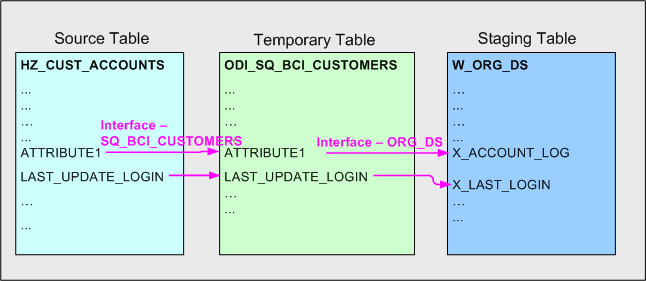 Source Table
Temporary Table
Staging Table
HZ_CUST_ACCOUNTS
...
...
...
...
ATTRIBUTE1
LAST_UPDATE_LOGIN
...
...
Interface –
SQ_BCI_CUSTOMERS
ODI_SQ_BCI_CUSTOMERS
...
...
...
...
ATTRIBUTE1
LAST_UPDATE_LOGIN
...
...
Interface – ORG_DS
W_ORG_DS
...
...
...
...
X_ACCOUNT_LOG
X_LAST_LOGIN
...
...